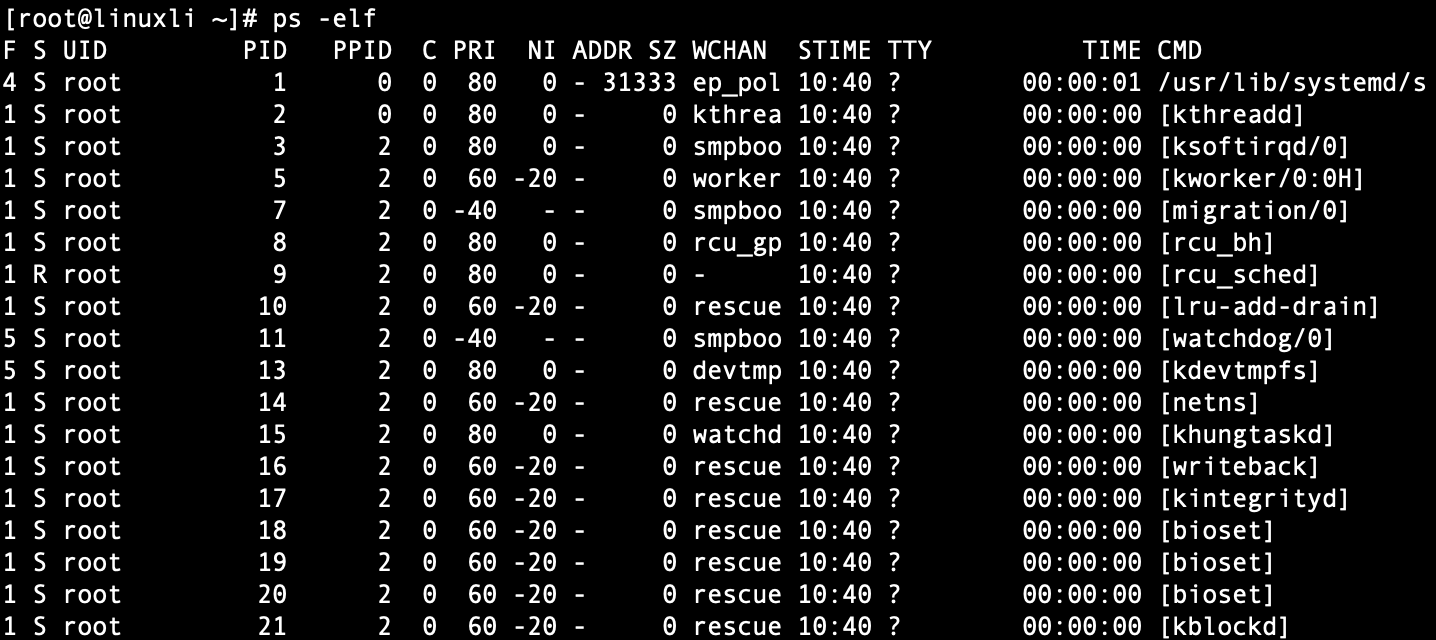 [root@linuxli ~]# ps -elf
F S UID        PID   PPID  C PRI  NI ADDR SZ WCHAN  STIME TTY          TIME CMD
4 S root         1      0  0  80   0 - 31333 ep_pol 10:40 ?        00:00:01 /usr/lib/systemd/s
1 S root         2      0  0  80   0 -     0 kthrea 10:40 ?        00:00:00 [kthreadd]
1 S root         3      2  0  80   0 -     0 smpboo 10:40 ?        00:00:00 [ksoftirqd/0]
1 S root         5      2  0  60 -20 -     0 worker 10:40 ?        00:00:00 [kworker/0:0H]
1 S root         7      2  0 -40   - -     0 smpboo 10:40 ?        00:00:00 [migration/0]
1 S root         8      2  0  80   0 -     0 rcu_gp 10:40 ?        00:00:00 [rcu_bh]
1 R root         9      2  0  80   0 -     0 -      10:40 ?        00:00:00 [rcu_sched]
1 S root        10      2  0  60 -20 -     0 rescue 10:40 ?        00:00:00 [lru-add-drain]
5 S root        11      2  0 -40   - -     0 smpboo 10:40 ?        00:00:00 [watchdog/0]
5 S root        13      2  0  80   0 -     0 devtmp 10:40 ?        00:00:00 [kdevtmpfs]
1 S root        14      2  0  60 -20 -     0 rescue 10:40 ?        00:00:00 [netns]
1 S root        15      2  0  80   0 -     0 watchd 10:40 ?        00:00:00 [khungtaskd]
1 S root        16      2  0  60 -20 -     0 rescue 10:40 ?        00:00:00 [writeback]
1 S root        17      2  0  60 -20 -     0 rescue 10:40 ?        00:00:00 [kintegrityd]
1 S root        18      2  0  60 -20 -     0 rescue 10:40 ?        00:00:00 [bioset]
1 S root        19      2  0  60 -20 -     0 rescue 10:40 ?        00:00:00 [bioset]
1 S root        20      2  0  60 -20 -     0 rescue 10:40 ?        00:00:00 [bioset]
1 S root        21      2  0  60 -20 -     0 rescue 10:40 ?        00:00:00 [kblockd]